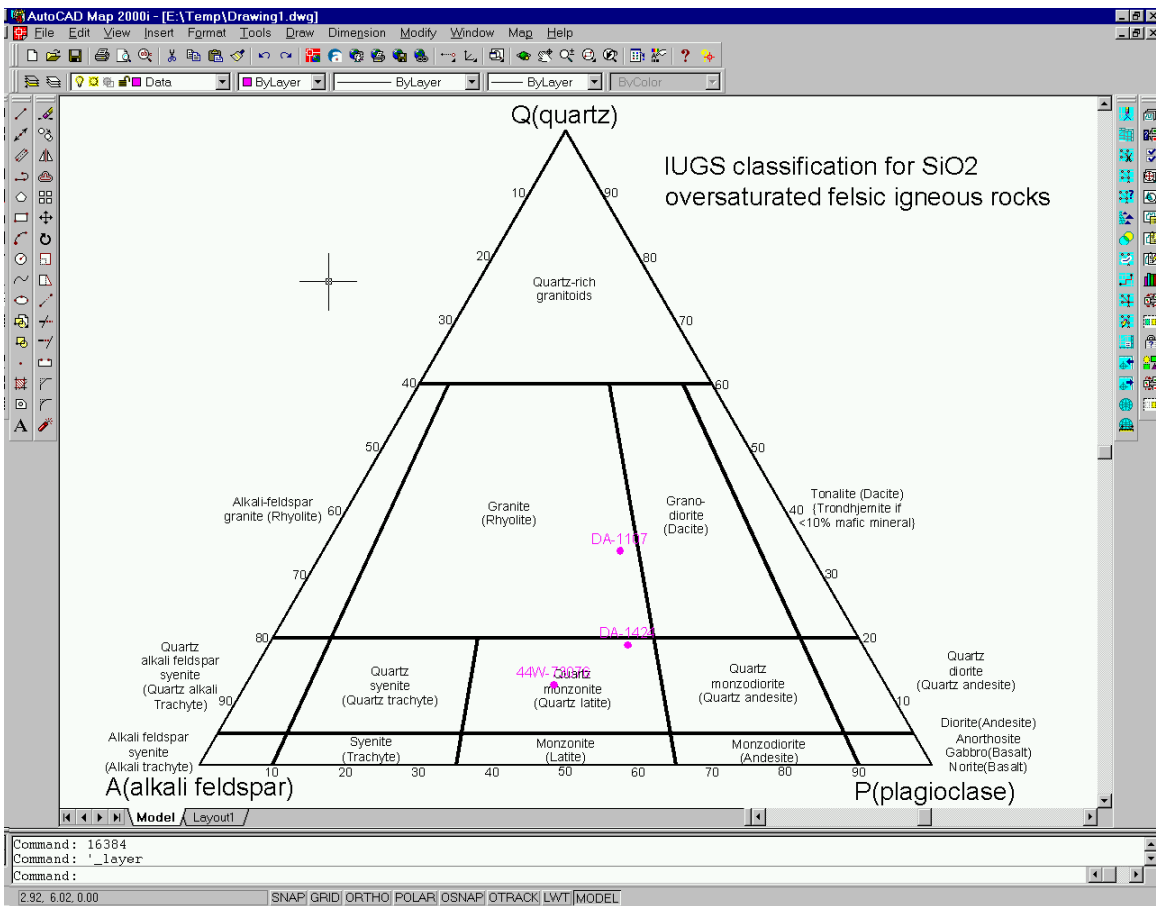 AutoCAD Map 2000i - [E:\Temp\Drawing1.dwg]
File Edit View Insert Format Tools Draw Dimension Modify Window Map Help
Data ByLayer ByLayer ByLayer ByColor
Q(quartz)
IUGS classification for SiO2
oversaturated felsic igneous rocks
10 90
20 80
Quartz-rich
granitoids
30 70
40 60
50 50
Alkali-feldspar
granite (Rhyolite) 60
Granite
(Rhyolite)
Grano-
diorite
(Dacite)
Tonalite (Dacite)
40 {Trondhjemite if
<10% mafic mineral}
DA-1107
70 30
80 20
DA-1424
Quartz
alkali feldspar
syenite
(Quartz alkali
Trachyte)
90
Quartz
syenite
(Quartz trachyte)
44W-73076
Quartz
monzonite
(Quartz latite)
Quartz
monzodiorite
(Quartz andesite)
10
Quartz
diorite
(Quartz andesite)
Alkali feldspar
syenite
(Alkali trachyte)
Syenite
(Trachyte)
Monzonite
(Latite)
Monzodiorite
(Andesite)
Diorite(Andesite)
Anorthosite
Gabbro(Basalt)
Norite(Basalt)
10 20 30 40 50 60 70 80 90
A(alkali feldspar) P(plagioclase)
Model Layout1
Command: 16384
Command: '_layer
Command:
2.92, 6.02, 0.00 SNAP GRID ORTHO POLAR OSNAP OTRACK LWT MODEL